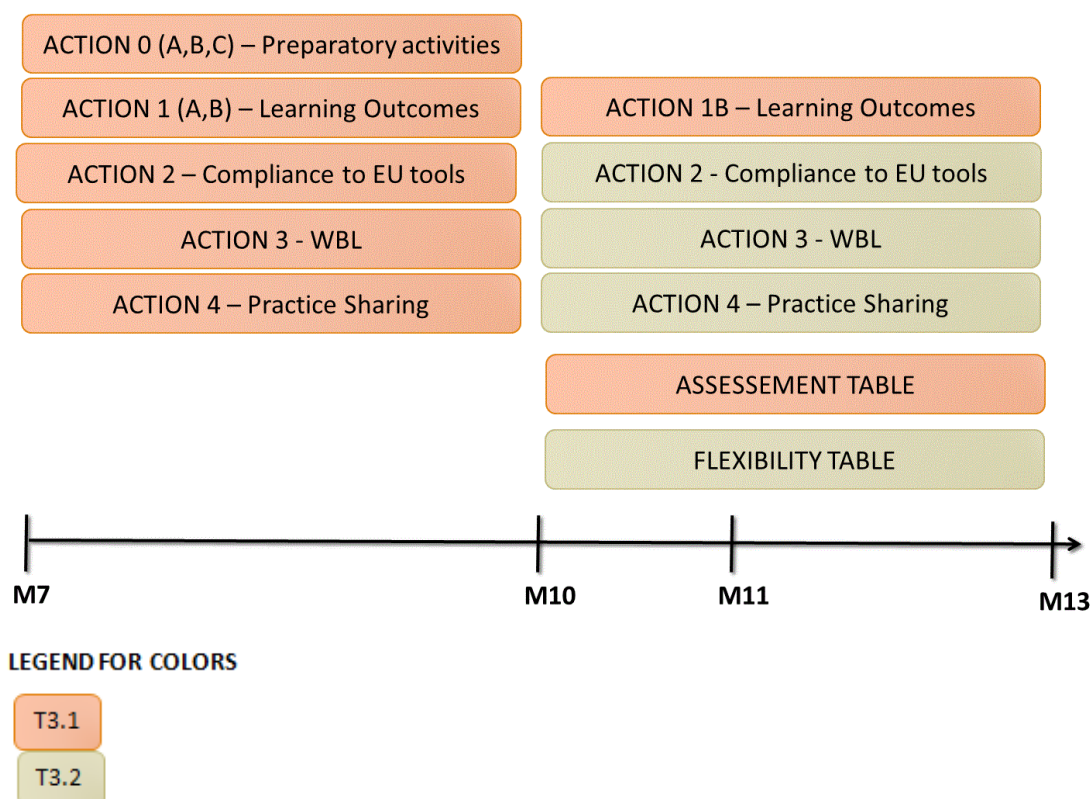 ACTION 0 (A,B,C) – Preparatory activities
ACTION 1 (A,B) – Learning Outcomes
ACTION 1B – Learning Outcomes
ACTION 2 – Compliance to EU tools
ACTION 2 - Compliance to EU tools
ACTION 3 - WBL
ACTION 3 - WBL
ACTION 4 – Practice Sharing
ACTION 4 – Practice Sharing
ASSESSEMENT TABLE
FLEXIBILITY TABLE
M7
M10
M11
M13
LEGEND FOR COLORS
T3.1
T3.2